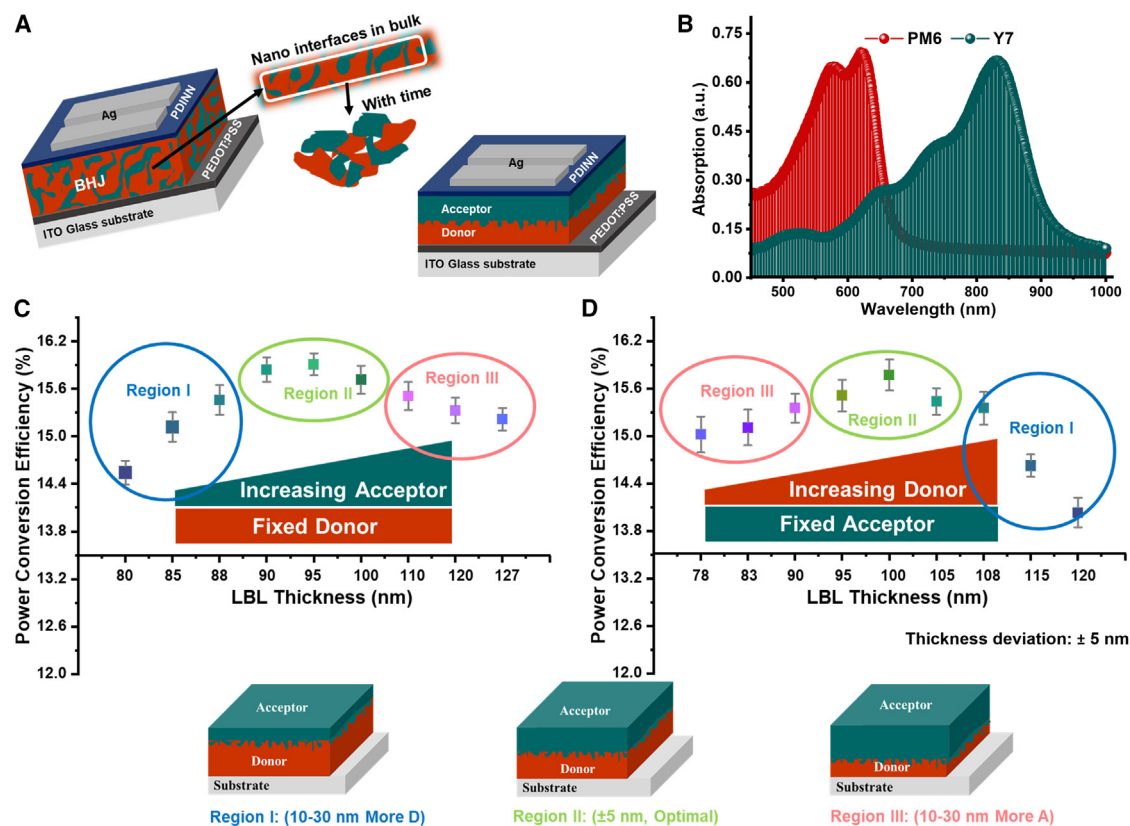 A
Nano interfaces in bulk
With time
Ag
PDINN
BHJ
PEDOT:PSS
ITO Glass substrate
Ag
PDINN
Acceptor
Donor
PEDOT:PSS
ITO Glass substrate
B
PM6
Y7
Absorption (a.u.)
0.75
0.60
0.45
0.30
0.15
0.00
500
600
700
800
900
1000
Wavelength (nm)
C
Power Conversion Efficiency (%)
16.2
15.6
15.0
14.4
13.8
13.2
12.6
12.0
Region I
Region II
Region III
Increasing Acceptor
Fixed Donor
80
85
88
90
95
100
110
120
127
LBL Thickness (nm)
D
Power Conversion Efficiency (%)
16.2
15.6
15.0
14.4
13.8
13.2
12.6
12.0
Region III
Region II
Region I
Increasing Donor
Fixed Acceptor
78
83
90
95
100
105
108
115
120
LBL Thickness (nm)
Thickness deviation: ± 5 nm
Acceptor
Donor
Substrate
Region I: (10-30 nm More D)
Acceptor
Donor
Substrate
Region II: (±5 nm, Optimal)
Acceptor
Donor
Substrate
Region III: (10-30 nm More A)